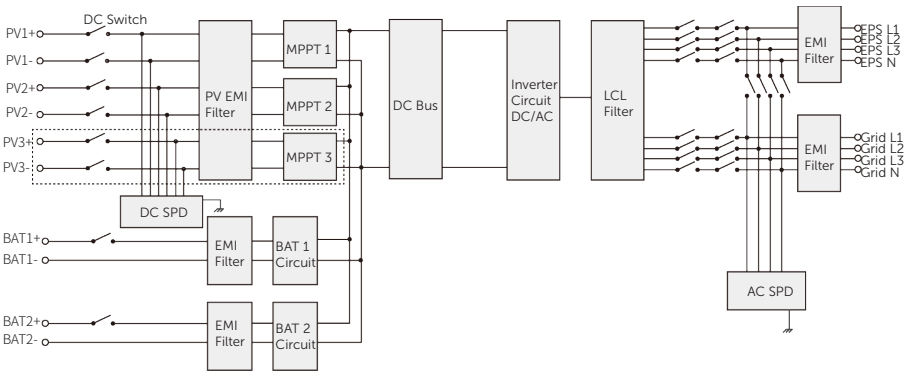 DC Switch
PV1+
PV1-
PV2+
PV2-
PV3+
PV3-
PV EMI
Filter
MPPT 1
MPPT 2
MPPT 3
DC SPD
BAT1+
BAT1-
EMI
Filter
BAT 1
Circuit
BAT2+
BAT2-
EMI
Filter
BAT 2
Circuit
DC Bus
Inverter
Circuit
DC/AC
LCL
Filter
EMI
Filter
EPS L1
EPS L2
EPS L3
EPS N
EMI
Filter
Grid L1
Grid L2
Grid L3
Grid N
AC SPD